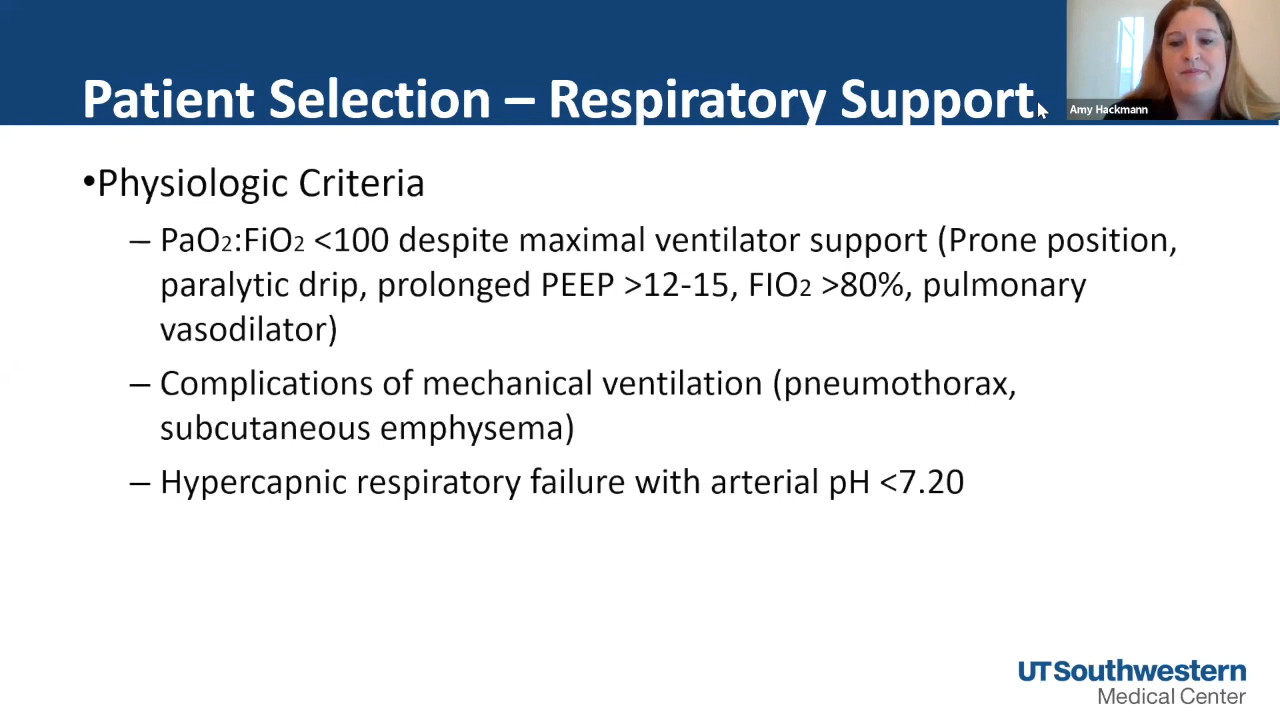 Patient Selection – Respiratory Support
Amy Hackmann
•Physiologic Criteria
– PaO₂:FiO₂ <100 despite maximal ventilator support (Prone position,
paralytic drip, prolonged PEEP >12-15, FIO₂ >80%, pulmonary
vasodilator)
– Complications of mechanical ventilation (pneumothorax,
subcutaneous emphysema)
– Hypercapnic respiratory failure with arterial pH <7.20
UTSouthwestern
Medical Center